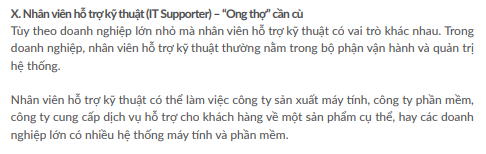 X. Nhân viên hỗ trợ kỹ thuật (IT Supporter) – “Ong thợ” cần cù
Tùy theo doanh nghiệp lớn nhỏ mà nhân viên hỗ trợ kỹ thuật có vai trò khác nhau. Trong
doanh nghiệp, nhân viên hỗ trợ kỹ thuật thường nằm trong bộ phận vận hành và quản trị
hệ thống.
Nhân viên hỗ trợ kỹ thuật có thể làm việc công ty sản xuất máy tính, công ty phần mềm,
công ty cung cấp dịch vụ hỗ trợ cho khách hàng về một sản phẩm cụ thể, hay các doanh
nghiệp lớn có nhiều hệ thống máy tính và phần mềm.